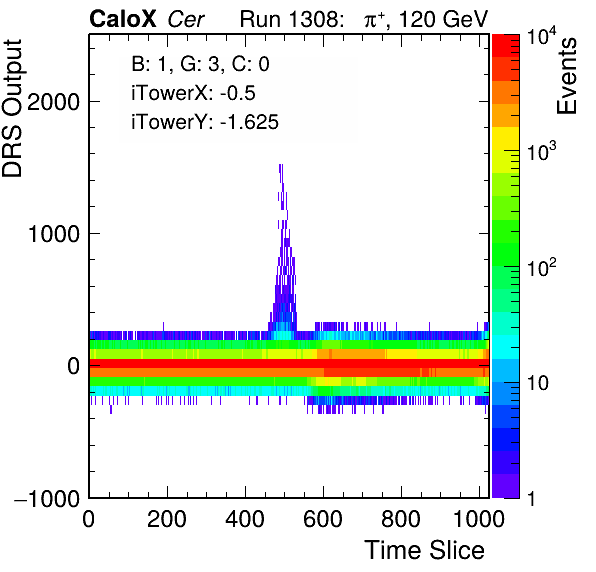 CaloX Cer Run 1308: π⁺, 120 GeV
B: 1, G: 3, C: 0
iTowerX: -0.5
iTowerY: -1.625
DRS Output
2000
1000
0
−1000
0 200 400 600 800 1000
Time Slice
Events
10⁴
10³
10²
10
1